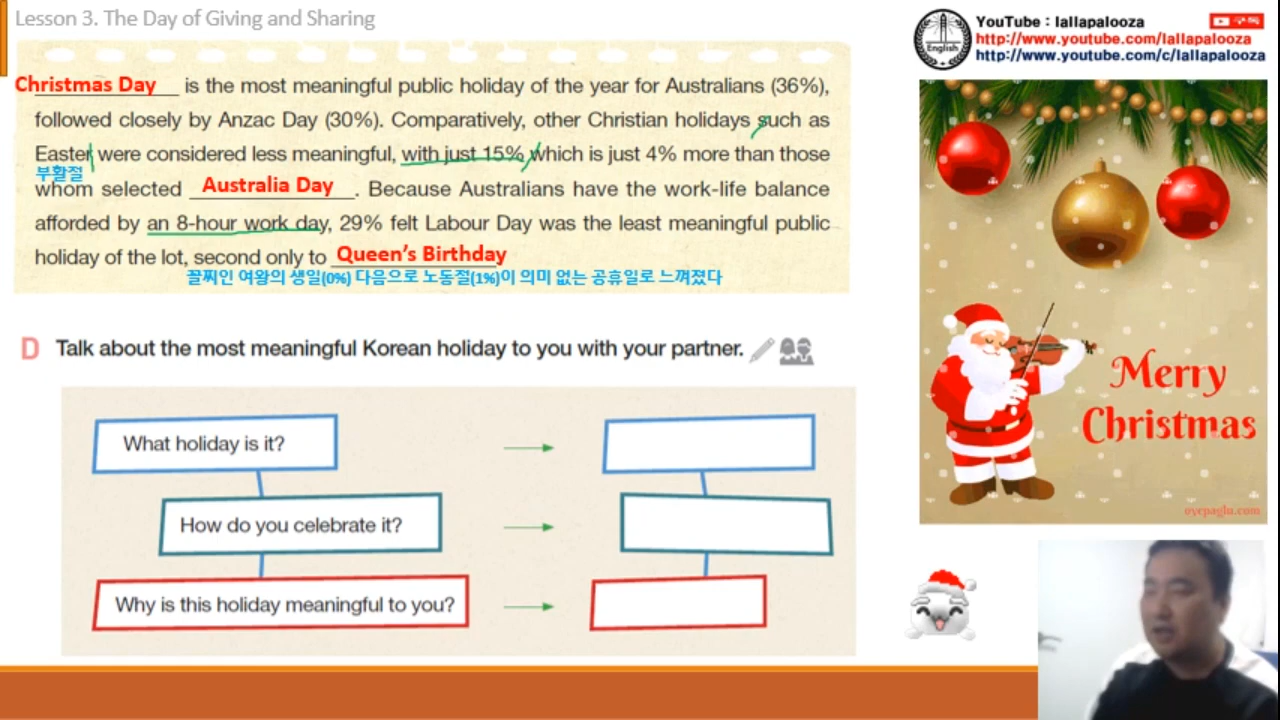 Lesson 3. The Day of Giving and Sharing
Christmas Day is the most meaningful public holiday of the year for Australians (36%),
followed closely by Anzac Day (30%). Comparatively, other Christian holidays such as
Easter were considered less meaningful, with just 15%, which is just 4% more than those
부활절
whom selected Australia Day. Because Australians have the work-life balance
afforded by an 8-hour work day, 29% felt Labour Day was the least meaningful public
holiday of the lot, second only to Queen's Birthday
꼴찌인 여왕의 생일(0%) 다음으로 노동절(1%)이 의미 없는 공휴일로 느껴졌다
D Talk about the most meaningful Korean holiday to you with your partner.
What holiday is it?
How do you celebrate it?
Why is this holiday meaningful to you?
English
YouTube : lallapalooza
구독
http://www.youtube.com/lallapalooza
http://www.youtube.com/c/lallapalooza
Merry
Christmas
oyepaglu.com